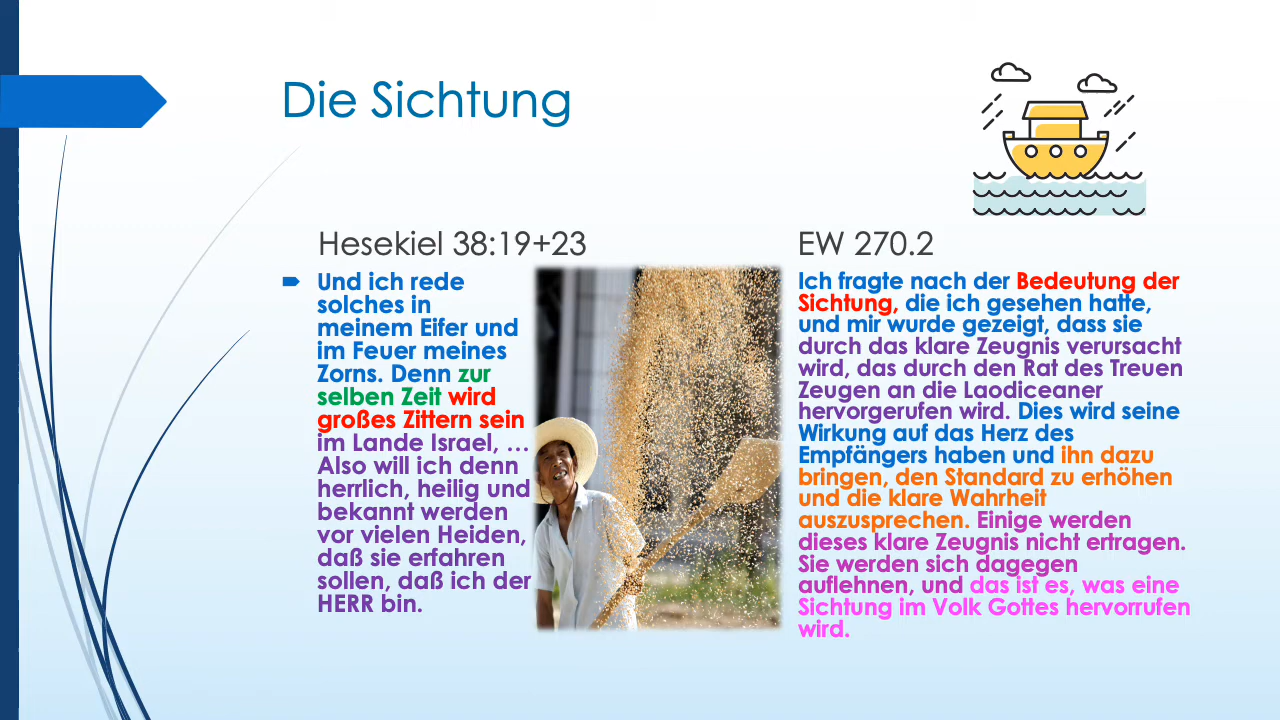 Die Sichtung
Hesekiel 38:19+23
Und ich rede
solches in
meinem Eifer und
im Feuer meines
Zorns. Denn zur
selben Zeit wird
großes Zittern sein
im Lande Israel, …
Also will ich denn
herrlich, heilig und
bekannt werden
vor vielen Heiden,
daß sie erfahren
sollen, daß ich der
HERR bin.
EW 270.2
Ich fragte nach der Bedeutung der
Sichtung, die ich gesehen hatte,
und mir wurde gezeigt, dass sie
durch das klare Zeugnis verursacht
wird, das durch den Rat des Treuen
Zeugen an die Laodiceaner
hervorgerufen wird. Dies wird seine
Wirkung auf das Herz des
Empfängers haben und ihn dazu
bringen, den Standard zu erhöhen
und die klare Wahrheit
auszusprechen. Einige werden
dieses klare Zeugnis nicht ertragen.
Sie werden sich dagegen
auflehnen, und das ist es, was eine
Sichtung im Volk Gottes hervorrufen
wird.